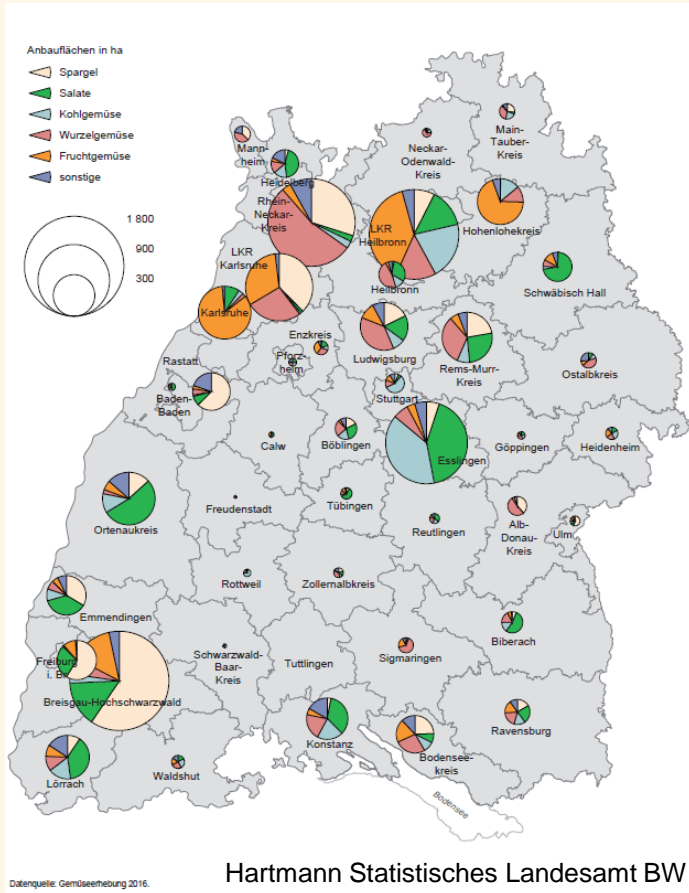 Anbauflächen in ha
Spargel
Salate
Kohlgemüse
Wurzelgemüse
Fruchtgemüse
sonstige
1 800
900
300
Mann-
heim
Heidelberg
Rhein-
Neckar-
Kreis
Neckar-
Odenwald-
Kreis
Main-
Tauber-
Kreis
LKR
Heilbronn
Hohenlohekreis
LKR
Karlsruhe
Heilbronn
Schwäbisch Hall
Karlsruhe
Enzkreis
Pforz-
heim
Ludwigsburg
Rems-Murr-
Kreis
Rastatt
Ostalbkreis
Baden-
Baden
Stuttgart
Calw
Böblingen
Esslingen
Göppingen
Heidenheim
Ortenaukreis
Freudenstadt
Tübingen
Reutlingen
Alb-
Donau-
Kreis
Ulm
Rottweil
Zollernalbkreis
Emmendingen
Biberach
Freiburg
i. Be
Schwarzwald-
Baar-
Kreis
Tuttlingen
Sigmaringen
Breisgau-Hochschwarzwald
Konstanz
Ravensburg
Bodensee-
kreis
Lörrach
Waldshut
Bodensee
Datenquelle: Gemüseerhebung 2016.
Hartmann Statistisches Landesamt BW